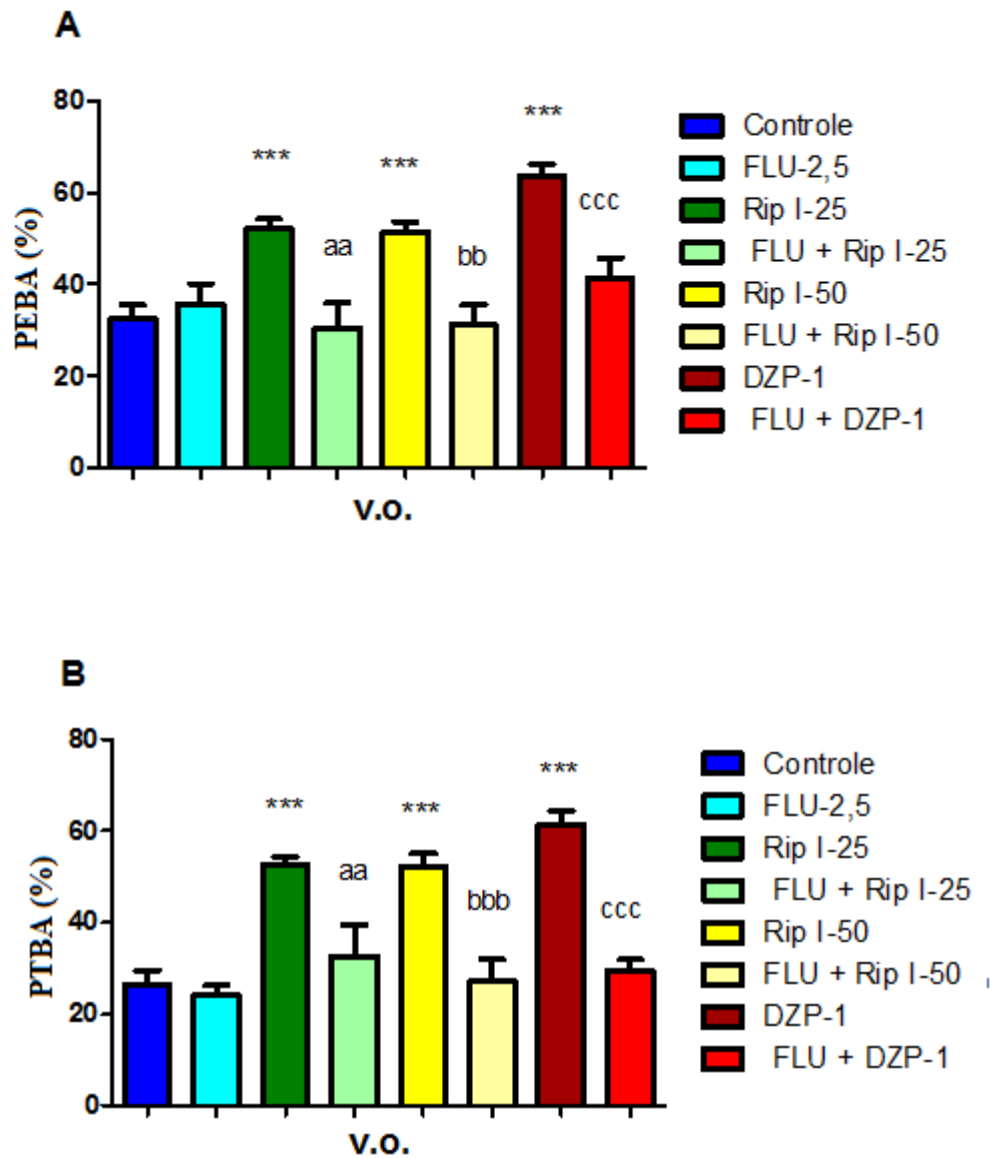 A
80
60
40
20
0
PEBA (%)
***
aa
***
bb
***
ccc
v.o.
Controle
FLU-2,5
Rip I-25
FLU + Rip I-25
Rip I-50
FLU + Rip I-50
DZP-1
FLU + DZP-1
B
80
60
40
20
0
PTBA (%)
***
aa
***
bbb
***
ccc
v.o.
Controle
FLU-2,5
Rip I-25
FLU + Rip I-25
Rip I-50
FLU + Rip I-50
DZP-1
FLU + DZP-1